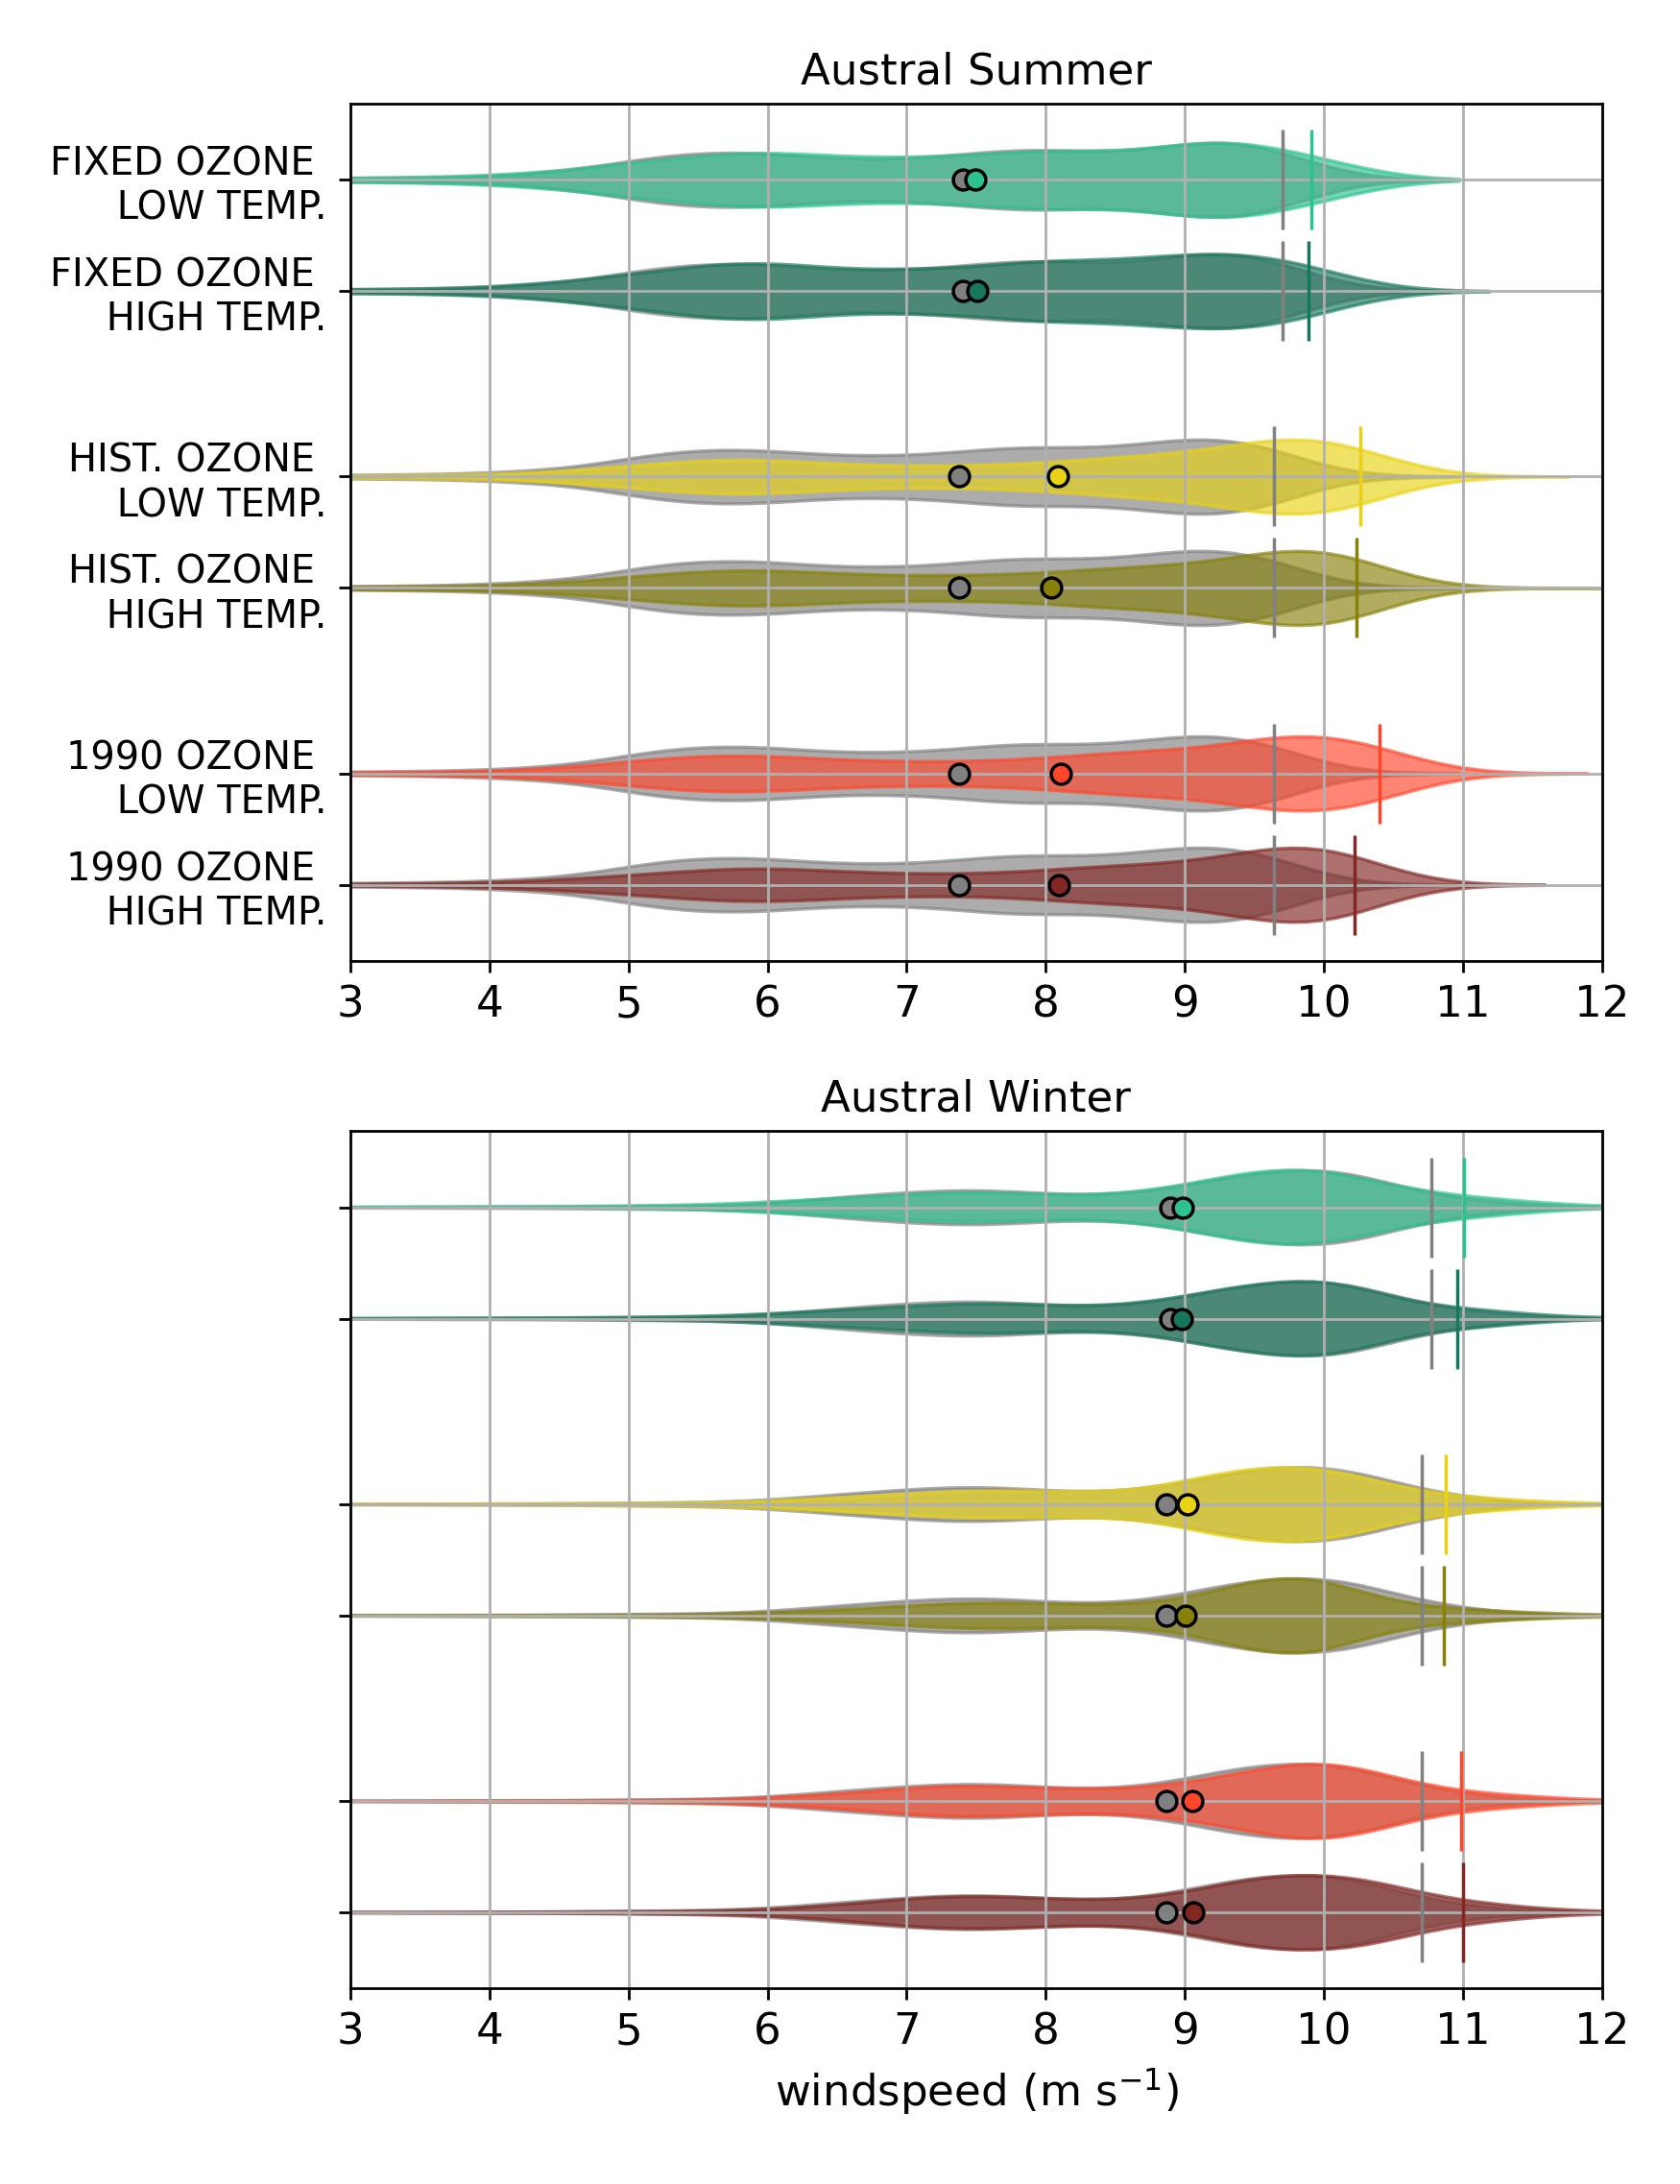 Austral Summer
FIXED OZONE
LOW TEMP.
FIXED OZONE
HIGH TEMP.
HIST. OZONE
LOW TEMP.
HIST. OZONE
HIGH TEMP.
1990 OZONE
LOW TEMP.
1990 OZONE
HIGH TEMP.
3 4 5 6 7 8 9 10 11 12
Austral Winter
3 4 5 6 7 8 9 10 11 12
windspeed (m s⁻¹)